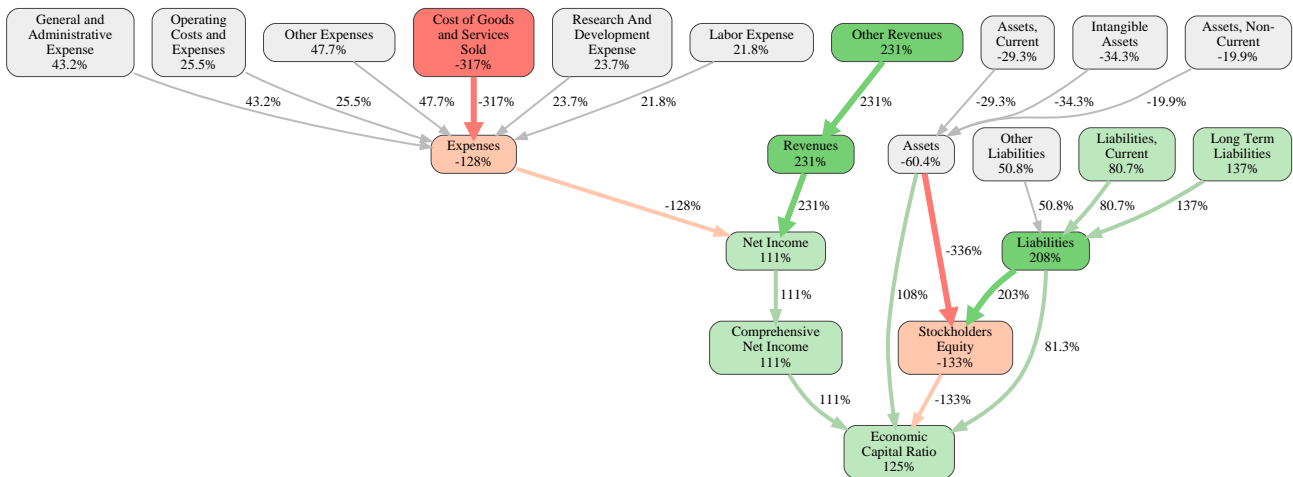 General and
Administrative
Expense
43.2%
Operating
Costs and
Expenses
25.5%
Other Expenses
47.7%
Cost of Goods
and Services
Sold
-317%
Research And
Development
Expense
23.7%
Labor Expense
21.8%
Other Revenues
231%
Assets,
Current
-29.3%
Intangible
Assets
-34.3%
Assets, Non-
Current
-19.9%
43.2%
25.5%
47.7%
-317%
23.7%
21.8%
231%
-29.3%
-34.3%
-19.9%
Expenses
-128%
Revenues
231%
Assets
-60.4%
Other
Liabilities
50.8%
Liabilities,
Current
80.7%
Long Term
Liabilities
137%
-128%
231%
50.8%
80.7%
137%
Net Income
111%
-336%
Liabilities
208%
111%
108%
203%
Comprehensive
Net Income
111%
Stockholders
Equity
-133%
81.3%
111%
-133%
Economic
Capital Ratio
125%